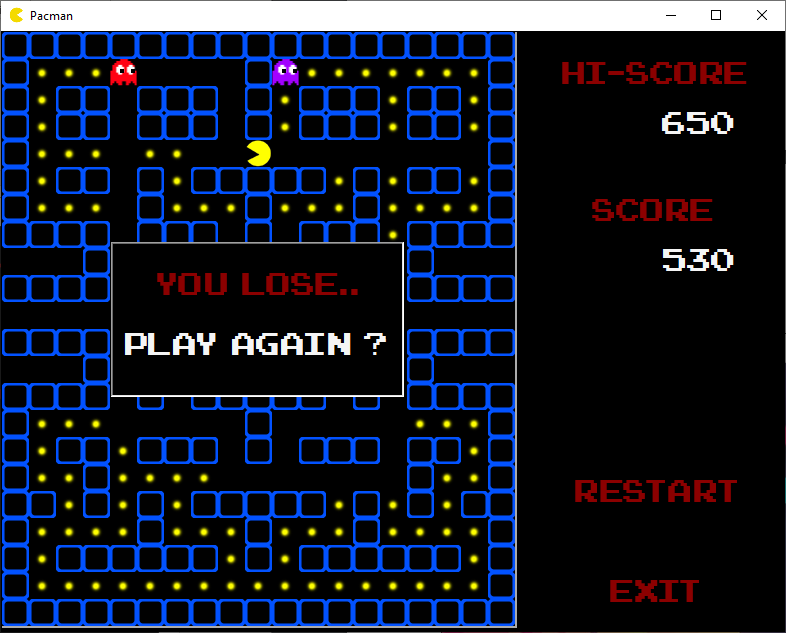 Pacman
HI-SCORE
650
SCORE
530
YOU LOSE..
PLAY AGAIN ?
RESTART
EXIT